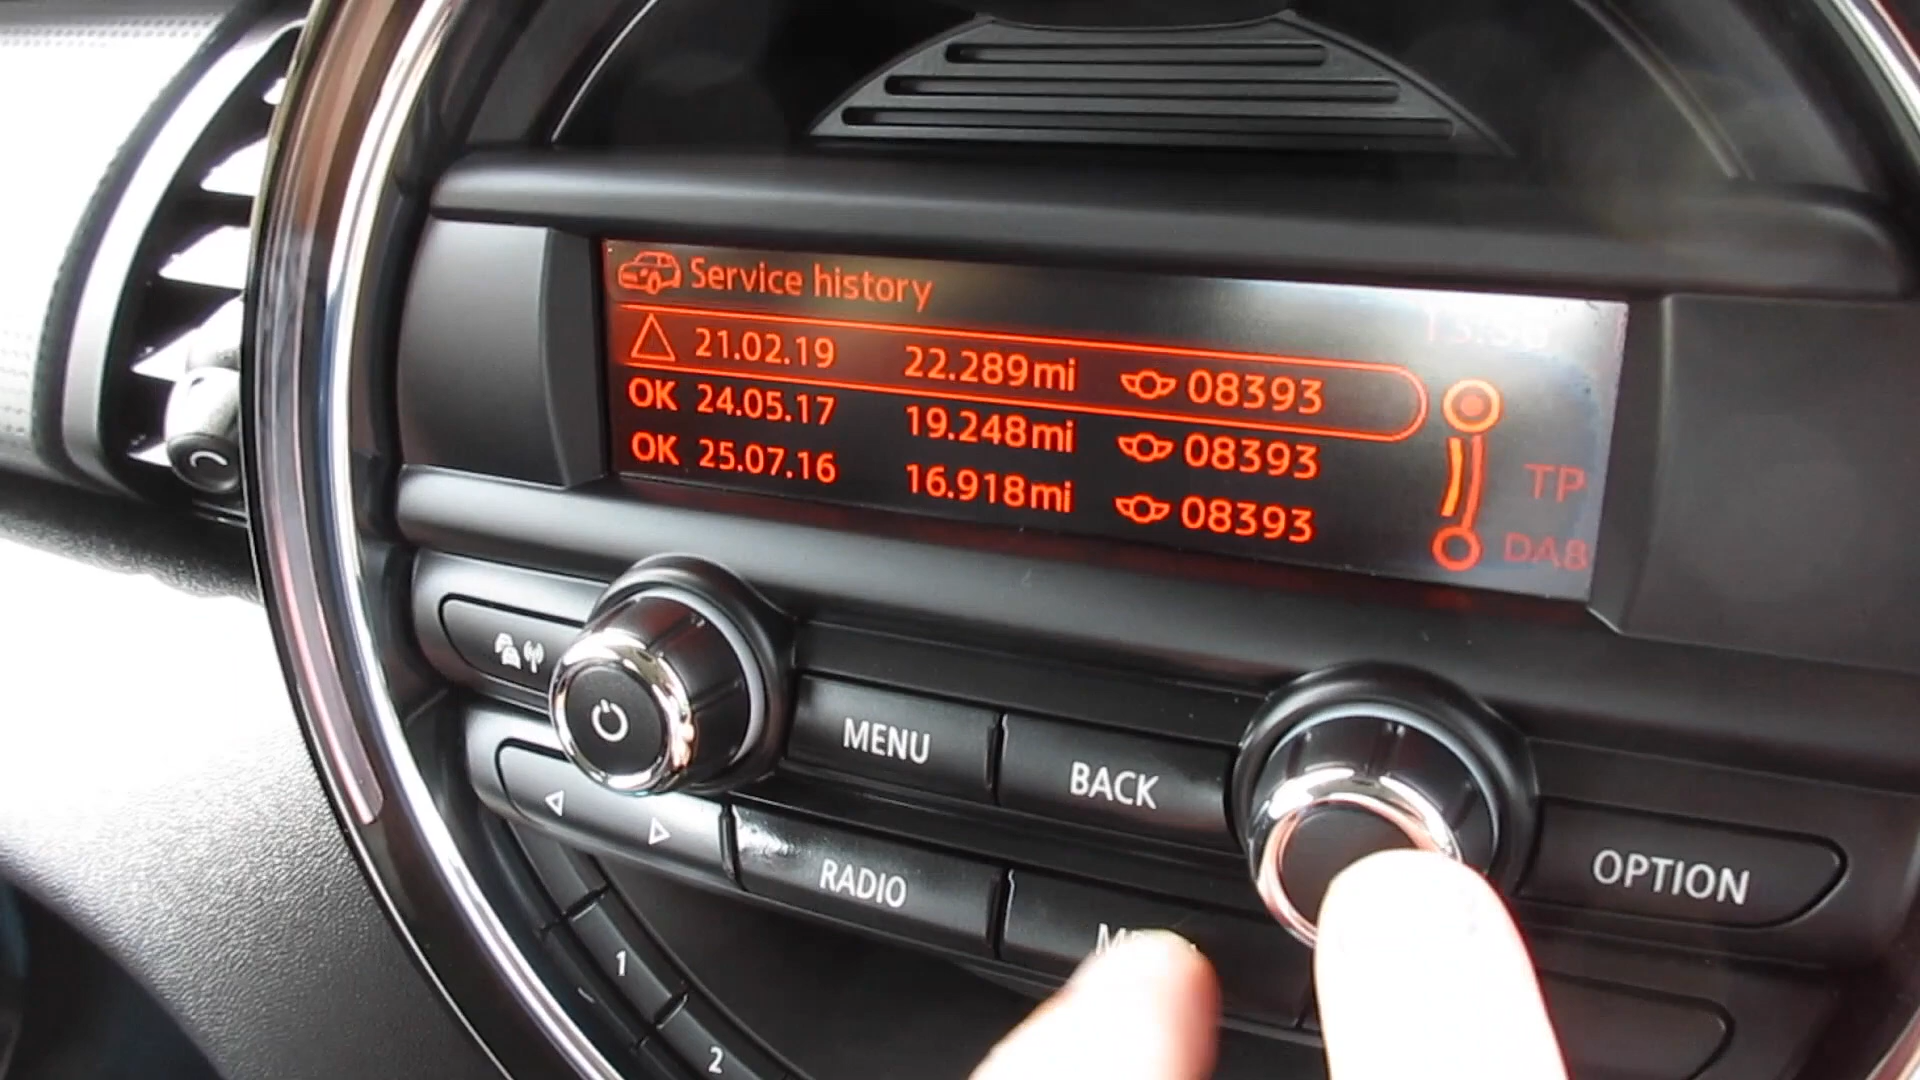 Service history
21.02.19 22.289mi 08393
OK 24.05.17 19.248mi 08393
OK 25.07.16 16.918mi 08393
TP
DAB
MENU
BACK
OPTION
RADIO
1
2